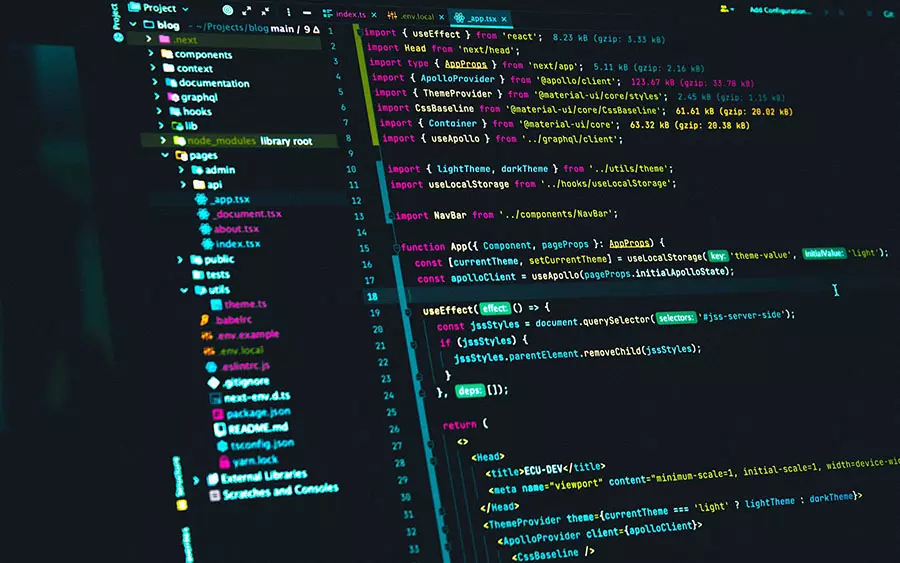 Project
Project
index.ts
.env.local
_app.tsx
Add Configuration...
Git
blog ~/Projects/blog main / 9 Δ
.next
components
context
documentation
graphql
hooks
lib
node_modules library root
pages
admin
api
_app.tsx
_document.tsx
about.tsx
index.tsx
public
tests
utils
theme.ts
.babelrc
.env.example
.env.local
.eslintrc.js
.gitignore
next-env.d.ts
package.json
README.md
tsconfig.json
yarn.lock
External Libraries
Scratches and Consoles
Structure
1 import { useEffect } from 'react'; 8.23 kB (gzip: 3.33 kB)
2 import Head from 'next/head';
3 import type { AppProps } from 'next/app'; 5.11 kB (gzip: 2.16 kB)
4 import { ApolloProvider } from '@apollo/client'; 123.67 kB (gzip: 33.78 kB)
5 import { ThemeProvider } from '@material-ui/core/styles'; 2.45 kB (gzip: 1.15 kB)
6 import CssBaseline from '@material-ui/core/CssBaseline'; 61.61 kB (gzip: 20.02 kB)
7 import { Container } from '@material-ui/core'; 63.32 kB (gzip: 20.38 kB)
8 import { useApollo } from '../graphql/client';
9
10 import { lightTheme, darkTheme } from '../utils/theme';
11 import useLocalStorage from '../hooks/useLocalStorage';
12
13 import NavBar from '../components/NavBar';
14
15 function App({ Component, pageProps }: AppProps) {
16 const [currentTheme, setCurrentTheme] = useLocalStorage( key: 'theme-value', initialValue: 'light');
17 const apolloClient = useApollo(pageProps.initialApolloState);
18
19 useEffect( effect: () => {
20 const jssStyles = document.querySelector( selectors: '#jss-server-side');
21 if (jssStyles) {
22 jssStyles.parentElement.removeChild(jssStyles);
23 }
24 }, deps: []);
25
26 return (
27 <>
28 <Head>
29 <title>ECU-DEV</title>
30 <meta name="viewport" content="minimum-scale=1, initial-scale=1, width=device-wi
31 </Head>
32 <ThemeProvider theme={currentTheme === 'light' ? lightTheme : darkTheme}>
33 <ApolloProvider client={apolloClient}>
<CssBaseline />